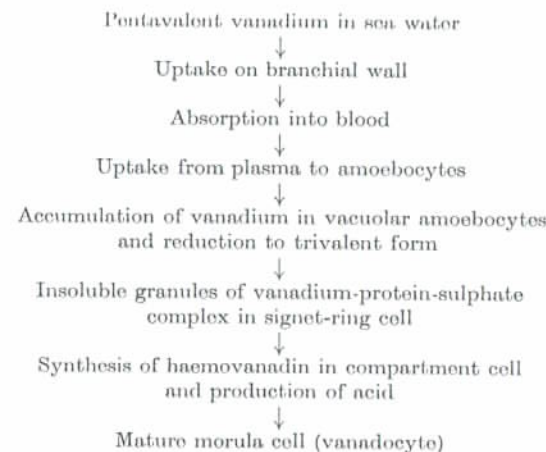 Pentavalent vanadium in sea water
↓
Uptake on branchial wall
↓
Absorption into blood
↓
Uptake from plasma to amoebocytes
↓
Accumulation of vanadium in vacuolar amoebocytes
and reduction to trivalent form
↓
Insoluble granules of vanadium-protein-sulphate
complex in signet-ring cell
↓
Synthesis of haemovanadin in compartment cell
and production of acid
↓
Mature morula cell (vanadocyte)